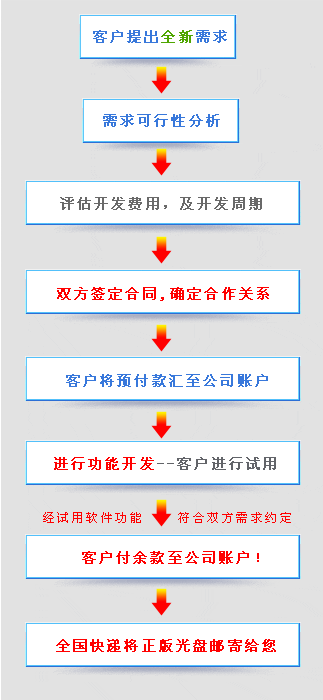 客户提出全新需求
需求可行性分析
评估开发费用，及开发周期
双方签定合同,确定合作关系
客户将预付款汇至公司账户
进行功能开发--客户进行试用
经试用软件功能 符合双方需求约定
客户付余款至公司账户！
全国快递将正版光盘邮寄给您